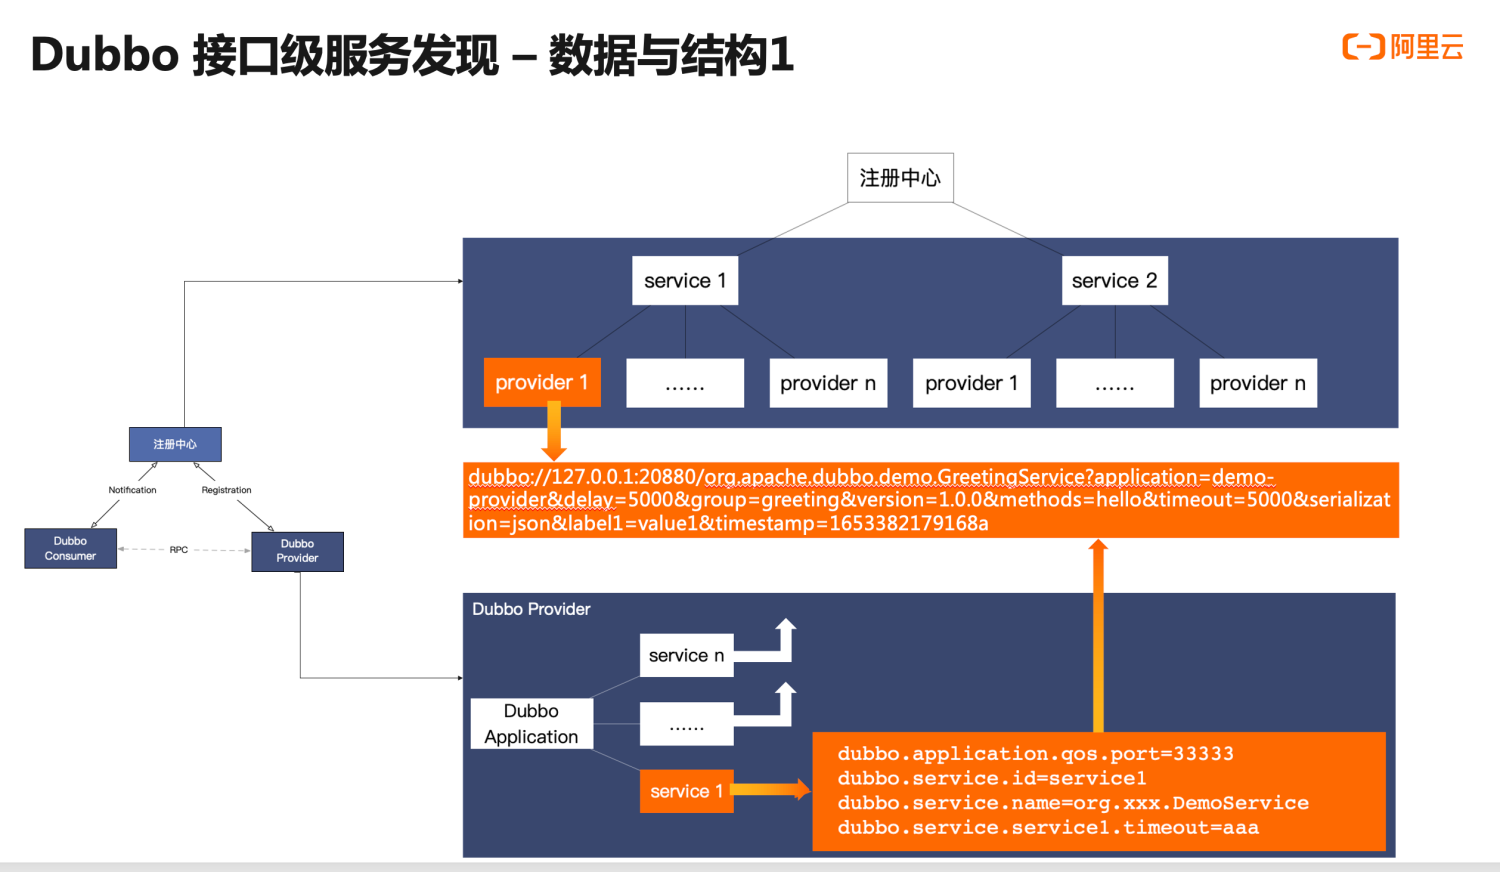 Dubbo 接口级服务发现 – 数据与结构1
阿里云
注册中心
service 1
service 2
provider 1
......
provider n
provider 1
......
provider n
注册中心
Notification
Registration
Dubbo
Consumer
RPC
Dubbo
Provider
dubbo://127.0.0.1:20880/org.apache.dubbo.demo.GreetingService?application=demo-
provider&delay=5000&group=greeting&version=1.0.0&methods=hello&timeout=5000&serializat
ion=json&label1=value1&timestamp=1653382179168a
Dubbo Provider
service n
Dubbo
Application
......
service 1
dubbo.application.qos.port=33333
dubbo.service.id=service1
dubbo.service.name=org.xxx.DemoService
dubbo.service.service1.timeout=aaa